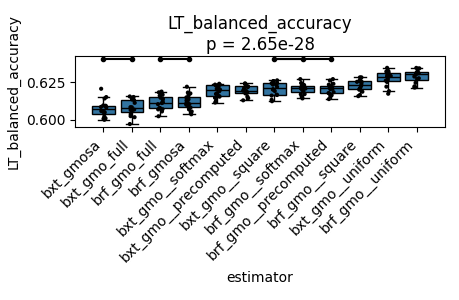 LT_balanced_accuracy
p = 2.65e-28
LT_balanced_accuracy
0.625
0.600
bxt_gmosa
bxt_gmo_full
brf_gmo_full
brf_gmosa
bxt_gmo__softmax
bxt_gmo__precomputed
bxt_gmo__square
brf_gmo__softmax
brf_gmo__precomputed
brf_gmo__square
bxt_gmo__uniform
brf_gmo__uniform
estimator